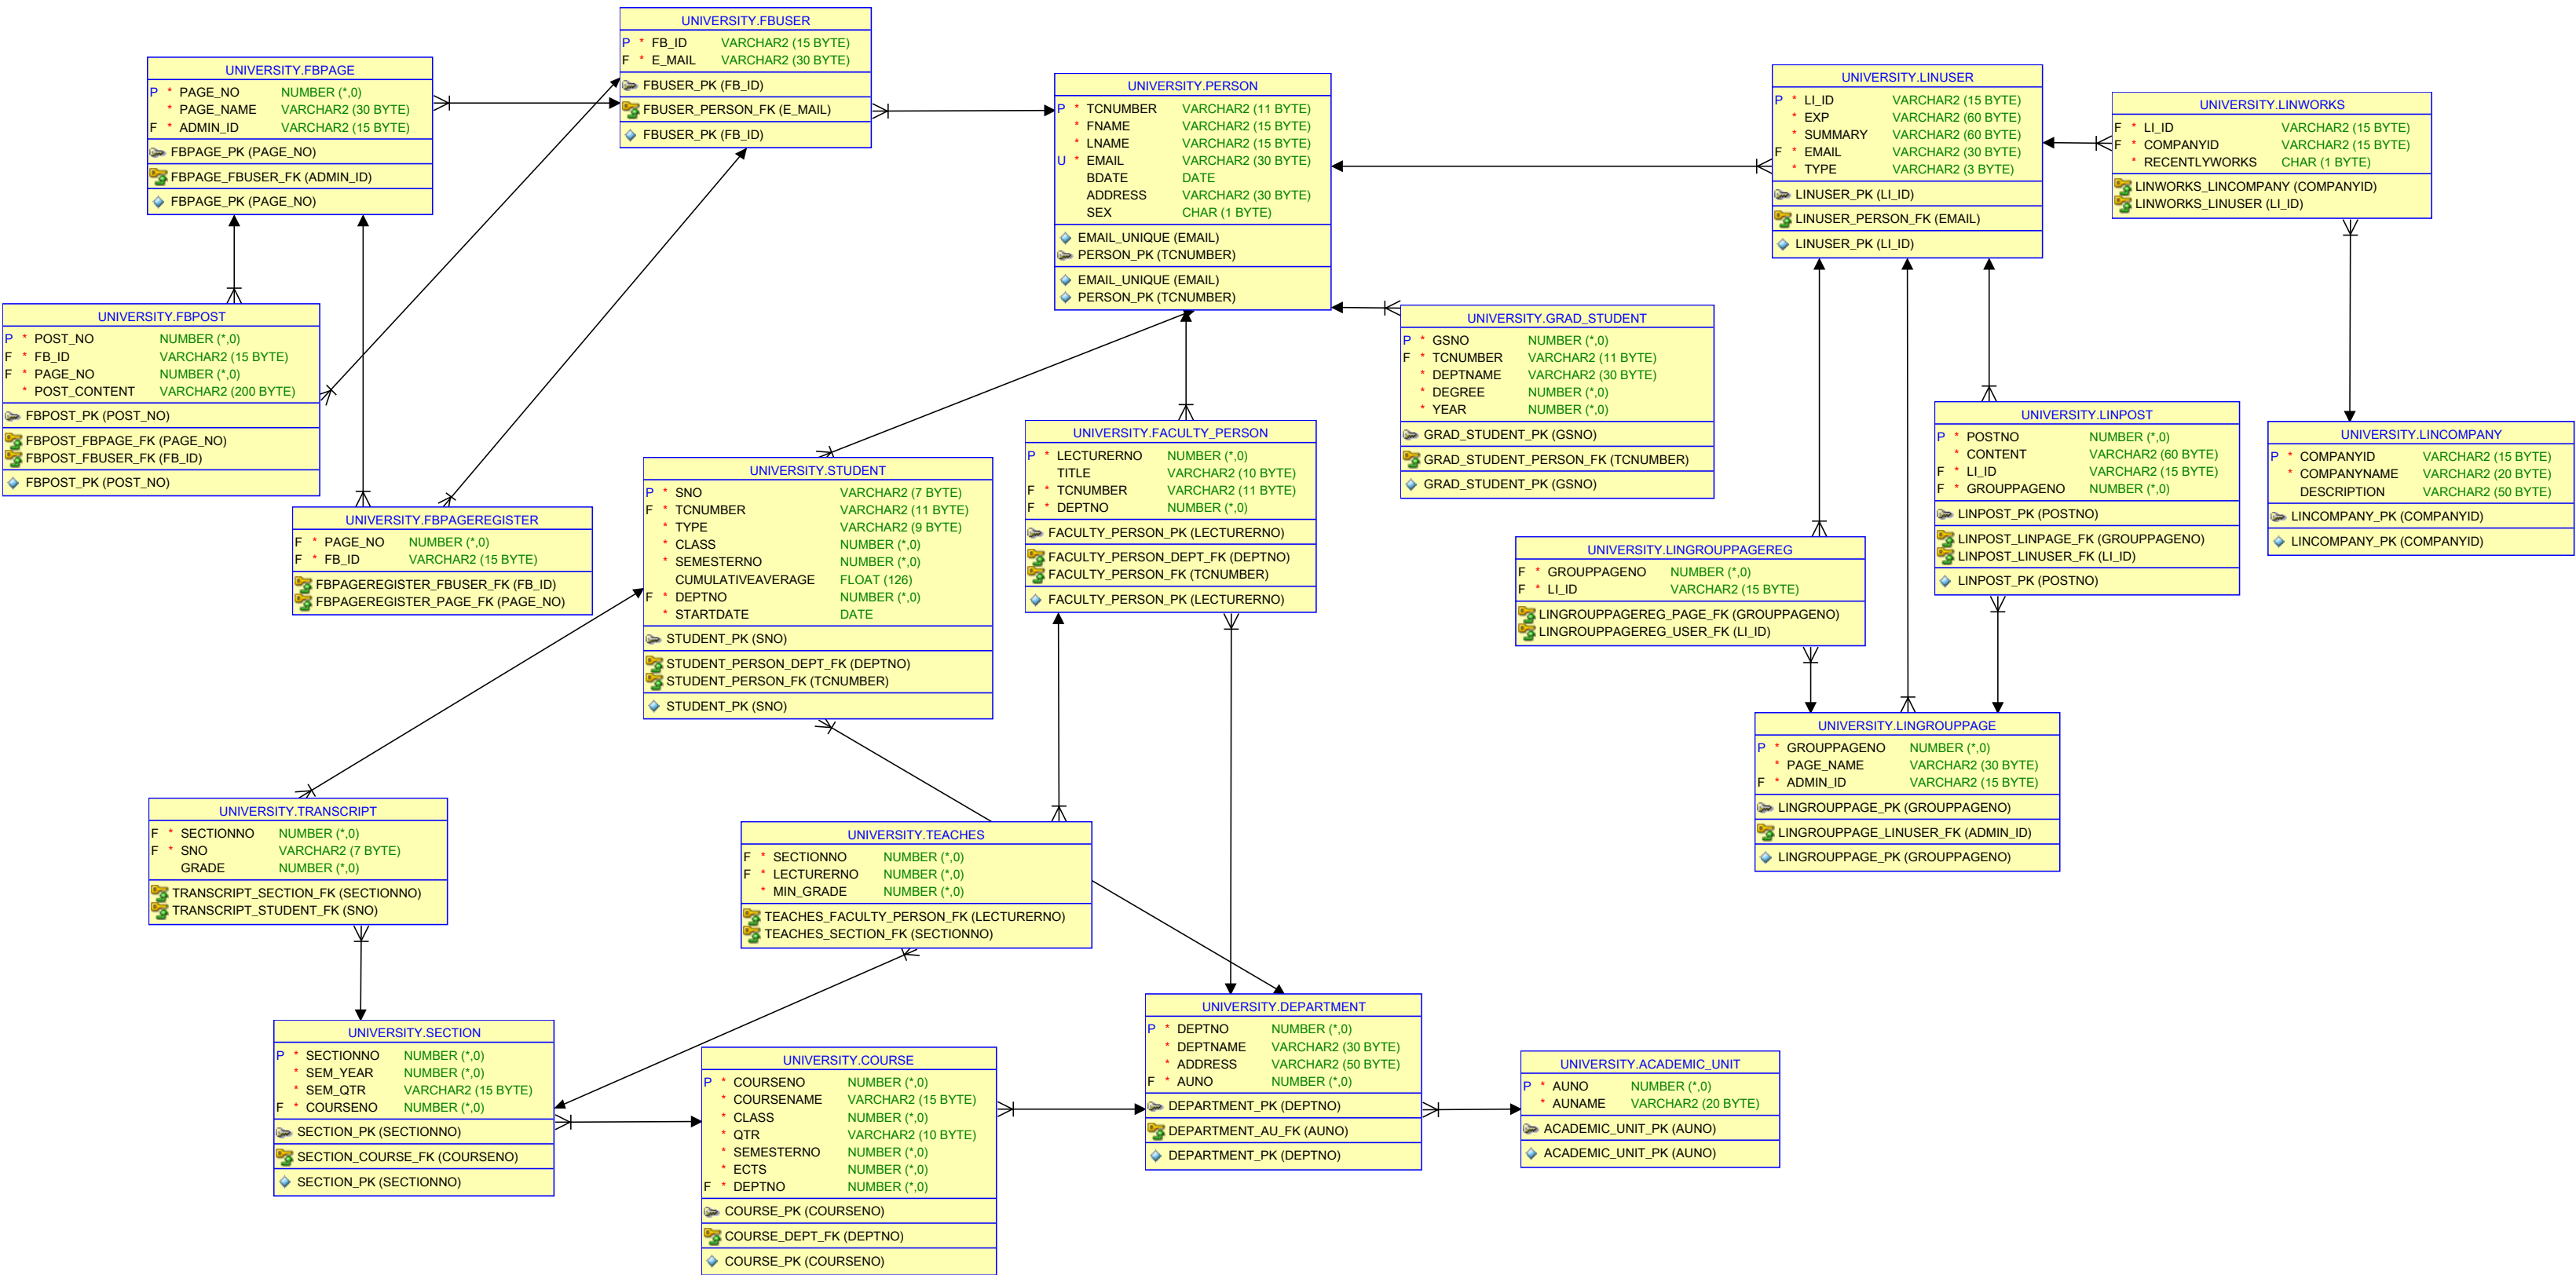 UNIVERSITY.FBUSER
P * FB_ID VARCHAR2 (15 BYTE)
F * E_MAIL VARCHAR2 (30 BYTE)
FBUSER_PK (FB_ID)
FBUSER_PERSON_FK (E_MAIL)
FBUSER_PK (FB_ID)
UNIVERSITY.FBPAGE
P * PAGE_NO NUMBER (*,0)
* PAGE_NAME VARCHAR2 (30 BYTE)
F * ADMIN_ID VARCHAR2 (15 BYTE)
FBPAGE_PK (PAGE_NO)
FBPAGE_FBUSER_FK (ADMIN_ID)
FBPAGE_PK (PAGE_NO)
UNIVERSITY.PERSON
P * TCNUMBER VARCHAR2 (11 BYTE)
* FNAME VARCHAR2 (15 BYTE)
* LNAME VARCHAR2 (15 BYTE)
U * EMAIL VARCHAR2 (30 BYTE)
BDATE DATE
ADDRESS VARCHAR2 (30 BYTE)
SEX CHAR (1 BYTE)
EMAIL_UNIQUE (EMAIL)
PERSON_PK (TCNUMBER)
EMAIL_UNIQUE (EMAIL)
PERSON_PK (TCNUMBER)
UNIVERSITY.LINUSER
P * LI_ID VARCHAR2 (15 BYTE)
* EXP VARCHAR2 (60 BYTE)
* SUMMARY VARCHAR2 (60 BYTE)
F * EMAIL VARCHAR2 (30 BYTE)
* TYPE VARCHAR2 (3 BYTE)
LINUSER_PK (LI_ID)
LINUSER_PERSON_FK (EMAIL)
LINUSER_PK (LI_ID)
UNIVERSITY.LINWORKS
F * LI_ID VARCHAR2 (15 BYTE)
F * COMPANYID VARCHAR2 (15 BYTE)
* RECENTLYWORKS CHAR (1 BYTE)
LINWORKS_LINCOMPANY (COMPANYID)
LINWORKS_LINUSER (LI_ID)
UNIVERSITY.FBPOST
P * POST_NO NUMBER (*,0)
F * FB_ID VARCHAR2 (15 BYTE)
F * PAGE_NO NUMBER (*,0)
* POST_CONTENT VARCHAR2 (200 BYTE)
FBPOST_PK (POST_NO)
FBPOST_FBPAGE_FK (PAGE_NO)
FBPOST_FBUSER_FK (FB_ID)
FBPOST_PK (POST_NO)
UNIVERSITY.GRAD_STUDENT
P * GSNO NUMBER (*,0)
F * TCNUMBER VARCHAR2 (11 BYTE)
* DEPTNAME VARCHAR2 (30 BYTE)
* DEGREE NUMBER (*,0)
* YEAR NUMBER (*,0)
GRAD_STUDENT_PK (GSNO)
GRAD_STUDENT_PERSON_FK (TCNUMBER)
GRAD_STUDENT_PK (GSNO)
UNIVERSITY.LINPOST
P * POSTNO NUMBER (*,0)
* CONTENT VARCHAR2 (60 BYTE)
F * LI_ID VARCHAR2 (15 BYTE)
F * GROUPPAGENO NUMBER (*,0)
LINPOST_PK (POSTNO)
LINPOST_LINPAGE_FK (GROUPPAGENO)
LINPOST_LINUSER_FK (LI_ID)
LINPOST_PK (POSTNO)
UNIVERSITY.LINCOMPANY
P * COMPANYID VARCHAR2 (15 BYTE)
* COMPANYNAME VARCHAR2 (20 BYTE)
DESCRIPTION VARCHAR2 (50 BYTE)
LINCOMPANY_PK (COMPANYID)
LINCOMPANY_PK (COMPANYID)
UNIVERSITY.FACULTY_PERSON
P * LECTURERNO NUMBER (*,0)
TITLE VARCHAR2 (10 BYTE)
F * TCNUMBER VARCHAR2 (11 BYTE)
F * DEPTNO NUMBER (*,0)
FACULTY_PERSON_PK (LECTURERNO)
FACULTY_PERSON_DEPT_FK (DEPTNO)
FACULTY_PERSON_FK (TCNUMBER)
FACULTY_PERSON_PK (LECTURERNO)
UNIVERSITY.STUDENT
P * SNO VARCHAR2 (7 BYTE)
F * TCNUMBER VARCHAR2 (11 BYTE)
* TYPE VARCHAR2 (9 BYTE)
* CLASS NUMBER (*,0)
* SEMESTERNO NUMBER (*,0)
CUMULATIVEAVERAGE FLOAT (126)
F * DEPTNO NUMBER (*,0)
* STARTDATE DATE
STUDENT_PK (SNO)
STUDENT_PERSON_DEPT_FK (DEPTNO)
STUDENT_PERSON_FK (TCNUMBER)
STUDENT_PK (SNO)
UNIVERSITY.FBPAGEREGISTER
F * PAGE_NO NUMBER (*,0)
F * FB_ID VARCHAR2 (15 BYTE)
FBPAGEREGISTER_FBUSER_FK (FB_ID)
FBPAGEREGISTER_PAGE_FK (PAGE_NO)
UNIVERSITY.LINGROUPPAGEREG
F * GROUPPAGENO NUMBER (*,0)
F * LI_ID VARCHAR2 (15 BYTE)
LINGROUPPAGEREG_PAGE_FK (GROUPPAGENO)
LINGROUPPAGEREG_USER_FK (LI_ID)
UNIVERSITY.LINGROUPPAGE
P * GROUPPAGENO NUMBER (*,0)
* PAGE_NAME VARCHAR2 (30 BYTE)
F * ADMIN_ID VARCHAR2 (15 BYTE)
LINGROUPPAGE_PK (GROUPPAGENO)
LINGROUPPAGE_LINUSER_FK (ADMIN_ID)
LINGROUPPAGE_PK (GROUPPAGENO)
UNIVERSITY.TRANSCRIPT
F * SECTIONNO NUMBER (*,0)
F * SNO VARCHAR2 (7 BYTE)
GRADE NUMBER (*,0)
TRANSCRIPT_SECTION_FK (SECTIONNO)
TRANSCRIPT_STUDENT_FK (SNO)
UNIVERSITY.TEACHES
F * SECTIONNO NUMBER (*,0)
F * LECTURERNO NUMBER (*,0)
* MIN_GRADE NUMBER (*,0)
TEACHES_FACULTY_PERSON_FK (LECTURERNO)
TEACHES_SECTION_FK (SECTIONNO)
UNIVERSITY.SECTION
P * SECTIONNO NUMBER (*,0)
* SEM_YEAR NUMBER (*,0)
* SEM_QTR VARCHAR2 (15 BYTE)
F * COURSENO NUMBER (*,0)
SECTION_PK (SECTIONNO)
SECTION_COURSE_FK (COURSENO)
SECTION_PK (SECTIONNO)
UNIVERSITY.COURSE
P * COURSENO NUMBER (*,0)
* COURSENAME VARCHAR2 (15 BYTE)
* CLASS NUMBER (*,0)
* QTR VARCHAR2 (10 BYTE)
* SEMESTERNO NUMBER (*,0)
* ECTS NUMBER (*,0)
F * DEPTNO NUMBER (*,0)
COURSE_PK (COURSENO)
COURSE_DEPT_FK (DEPTNO)
COURSE_PK (COURSENO)
UNIVERSITY.DEPARTMENT
P * DEPTNO NUMBER (*,0)
* DEPTNAME VARCHAR2 (30 BYTE)
* ADDRESS VARCHAR2 (50 BYTE)
F * AUNO NUMBER (*,0)
DEPARTMENT_PK (DEPTNO)
DEPARTMENT_AU_FK (AUNO)
DEPARTMENT_PK (DEPTNO)
UNIVERSITY.ACADEMIC_UNIT
P * AUNO NUMBER (*,0)
* AUNAME VARCHAR2 (20 BYTE)
ACADEMIC_UNIT_PK (AUNO)
ACADEMIC_UNIT_PK (AUNO)